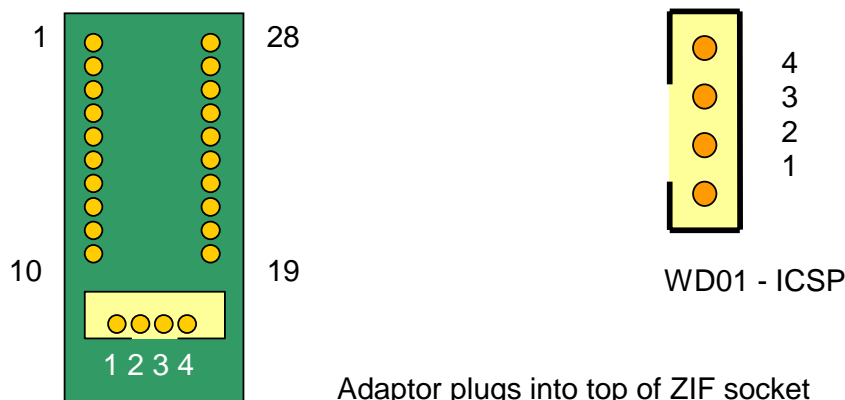 1
28
10
19
1 2 3 4
4
3
2
1
WD01 - ICSP
Adaptor plugs into top of ZIF socket